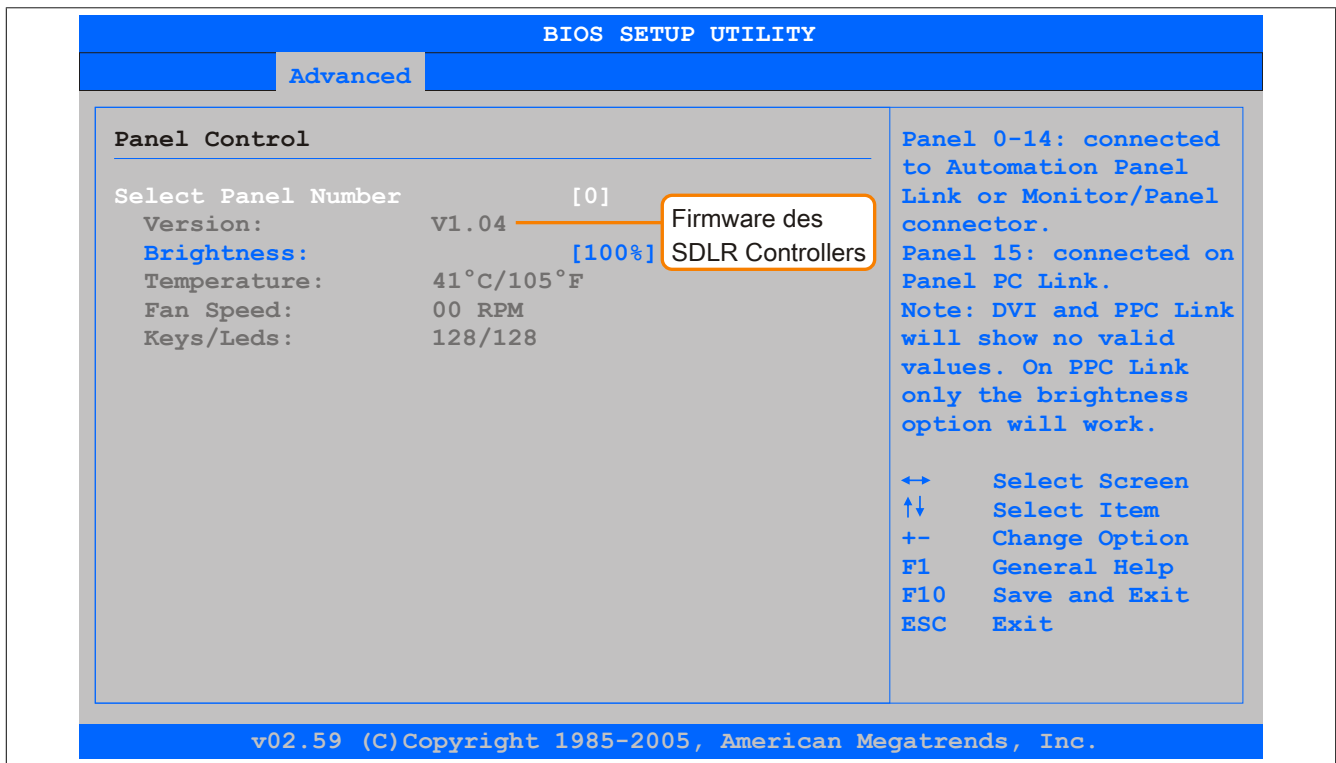 BIOS SETUP UTILITY
Advanced
Panel Control
Select Panel Number [0]
Version: V1.04
Firmware des
SDLR Controllers
Brightness: [100%]
Temperature: 41°C/105°F
Fan Speed: 00 RPM
Keys/Leds: 128/128
Panel 0-14: connected
to Automation Panel
Link or Monitor/Panel
connector.
Panel 15: connected on
Panel PC Link.
Note: DVI and PPC Link
will show no valid
values. On PPC Link
only the brightness
option will work.
↔ Select Screen
↑↓ Select Item
+- Change Option
F1 General Help
F10 Save and Exit
ESC Exit
v02.59 (C)Copyright 1985-2005, American Megatrends, Inc.